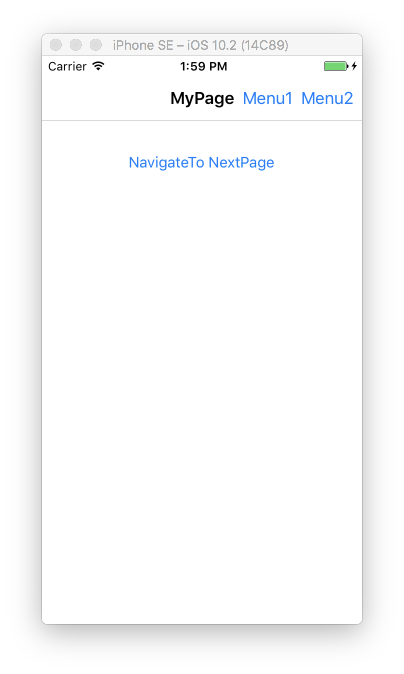 iPhone SE – iOS 10.2 (14C89)
Carrier 1:59 PM
MyPage Menu1 Menu2
NavigateTo NextPage